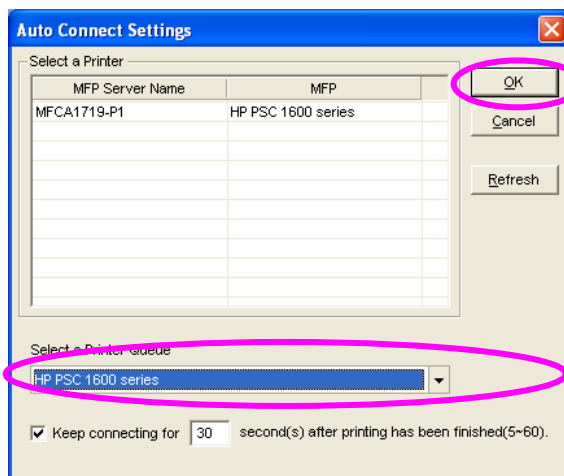 Auto Connect Settings
Select a Printer
MFP Server Name MFP
MFCA1719-P1 HP PSC 1600 series
OK
Cancel
Refresh
Select a Printer Queue
HP PSC 1600 series
Keep connecting for 30 second(s) after printing has been finished(5~60).